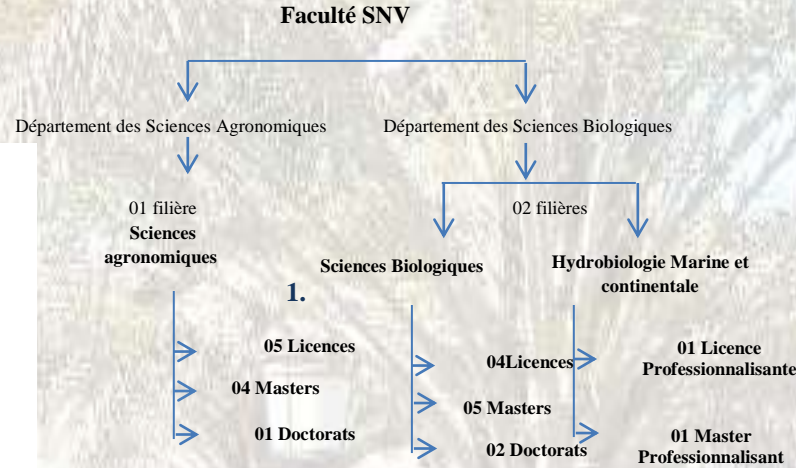 Faculté SNV
Département des Sciences Agronomiques
Département des Sciences Biologiques
01 filière
Sciences
agronomiques
02 filières
Sciences Biologiques
Hydrobiologie Marine et
continentale
1.
05 Licences
04 Masters
01 Doctorats
04Licences
05 Masters
02 Doctorats
01 Licence
Professionnalisante
01 Master
Professionnalisant